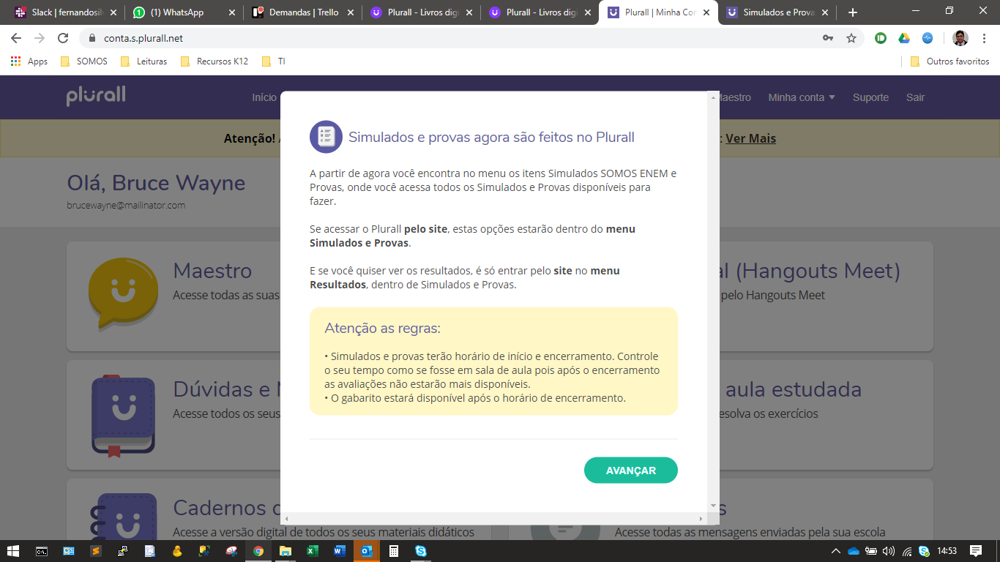 Slack | fernandosil
(1) WhatsApp
Demandas | Trello
Plurall - Livros digi
Plurall - Livros digi
Plurall | Minha Con
Simulados e Prova
conta.s.plurall.net
Apps
SOMOS
Leituras
Recursos K12
TI
Outros favoritos
plurall
Início
Maestro
Minha conta
Suporte
Sair
Atenção!
: Ver Mais
Olá, Bruce Wayne
brucewayne@mailinator.com
Simulados e provas agora são feitos no Plurall
A partir de agora você encontra no menu os itens Simulados SOMOS ENEM e
Provas, onde você acessa todos os Simulados e Provas disponíveis para
fazer.
Se acessar o Plurall pelo site, estas opções estarão dentro do menu
Simulados e Provas.
E se você quiser ver os resultados, é só entrar pelo site no menu
Resultados, dentro de Simulados e Provas.
Atenção as regras:
• Simulados e provas terão horário de início e encerramento. Controle
o seu tempo como se fosse em sala de aula pois após o encerramento
as avaliações não estarão mais disponíveis.
• O gabarito estará disponível após o horário de encerramento.
AVANÇAR
Maestro
Acesse todas as suas
al (Hangouts Meet)
pelo Hangouts Meet
Dúvidas e
Acesse todos os seus
aula estudada
esolva os exercícios
Cadernos
Acesse a versão digital de todos os seus materiais didáticos
s
Acesse todas as mensagens enviadas pela sua escola
14:53